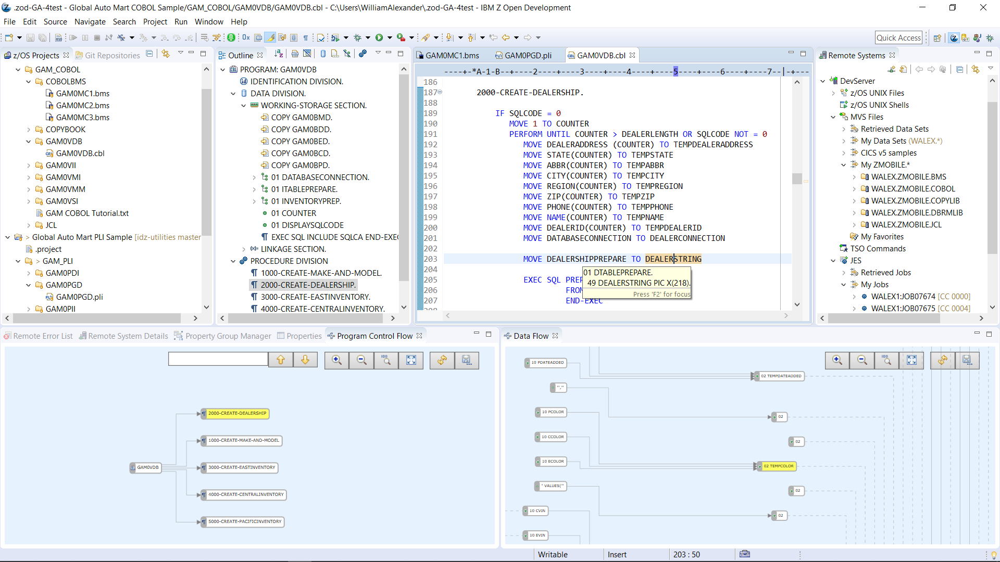 .zod-GA-4test - Global Auto Mart COBOL Sample/GAM_COBOL/GAM0VDB/GAM0VDB.cbl - C:\Users\WilliamAlexander\.zod-GA-4test - IBM Z Open Development
File Edit Source Navigate Search Project Run Window Help
Quick Access
z/OS Projects
Git Repositories
GAM_COBOL
COBOLBMS
GAM0MC1.bms
GAM0MC2.bms
GAM0MC3.bms
COPYBOOK
GAM0VDB
GAM0VDB.cbl
GAM0VII
GAM0VMI
GAM0VMM
GAM0VSI
GAM COBOL Tutorial.txt
JCL
> Global Auto Mart PLI Sample [idz-utilities master
.project
> GAM_PLI
GAM0PDI
GAM0PGD
GAM0PGD.pli
GAM0PII
Outline
PROGRAM: GAM0VDB
IDENTIFICATION DIVISION.
DATA DIVISION.
WORKING-STORAGE SECTION.
COPY GAM0BMD.
COPY GAM0BDD.
COPY GAM0BED.
COPY GAM0BCD.
COPY GAM0BPD.
01 DATABASECONNECTION.
01 ITABLEPREPARE.
01 INVENTORYPREP.
01 COUNTER
01 DISPLAYSQLCODE
EXEC SQL INCLUDE SQLCA END-EXE
LINKAGE SECTION.
PROCEDURE DIVISION
1000-CREATE-MAKE-AND-MODEL.
2000-CREATE-DEALERSHIP.
3000-CREATE-EASTINVENTORY.
4000-CREATE-CENTRALINVENTORY.
GAM0MC1.bms
GAM0PGD.pli
GAM0VDB.cbl
----+-*A-1-B--+----2----+----3----+----4----+----5----+----6----+----7--|-+---
186
187 2000-CREATE-DEALERSHIP.
188
189 IF SQLCODE = 0
190 MOVE 1 TO COUNTER
191 PERFORM UNTIL COUNTER > DEALERLENGTH OR SQLCODE NOT = 0
192 MOVE DEALERADDRESS (COUNTER) TO TEMPDEALERADDRESS
193 MOVE STATE(COUNTER) TO TEMPSTATE
194 MOVE ABBR(COUNTER) TO TEMPABBR
195 MOVE CITY(COUNTER) TO TEMPCITY
196 MOVE REGION(COUNTER) TO TEMPREGION
197 MOVE ZIP(COUNTER) TO TEMPZIP
198 MOVE PHONE(COUNTER) TO TEMPPHONE
199 MOVE NAME(COUNTER) TO TEMPNAME
200 MOVE DEALERID(COUNTER) TO TEMPDEALERID
201 MOVE DATABASECONNECTION TO DEALERCONNECTION
202
203 MOVE DEALERSHIPPREPARE TO DEALERSTRING
204
205 EXEC SQL PREP
206 FROM
207 END-EXEC
208
01 DTABLEPREPARE.
49 DEALERSTRING PIC X(218).
Press 'F2' for focus
Remote Systems
DevServer
z/OS UNIX Files
z/OS UNIX Shells
MVS Files
Retrieved Data Sets
My Data Sets (WALEX.*)
CICS v5 samples
My ZMOBILE.*
WALEX.ZMOBILE.BMS
WALEX.ZMOBILE.COBOL
WALEX.ZMOBILE.COPYLIB
WALEX.ZMOBILE.DBRMLIB
WALEX.ZMOBILE.JCL
My Favorites
TSO Commands
JES
Retrieved Jobs
My Jobs
WALEX1:JOB07674 [CC 0000]
WALEX1:JOB07675 [CC 0004]
Remote Error List
Remote System Details
Property Group Manager
Properties
Program Control Flow
GAM0VDB
2000-CREATE-DEALERSHIP
1000-CREATE-MAKE-AND-MODEL
3000-CREATE-EASTINVENTORY
4000-CREATE-CENTRALINVENTORY
5000-CREATE-PACIFICINVENTORY
Data Flow
10 PDATEADDED
02 TEMPDATEADDED
"','"
10 PCOLOR
02
10 CCOLOR
02
10 ECOLOR
02 TEMPCOLOR
" VALUES('"
02
10 CVIN
02
10 EVIN
Writable
Insert
203 : 50